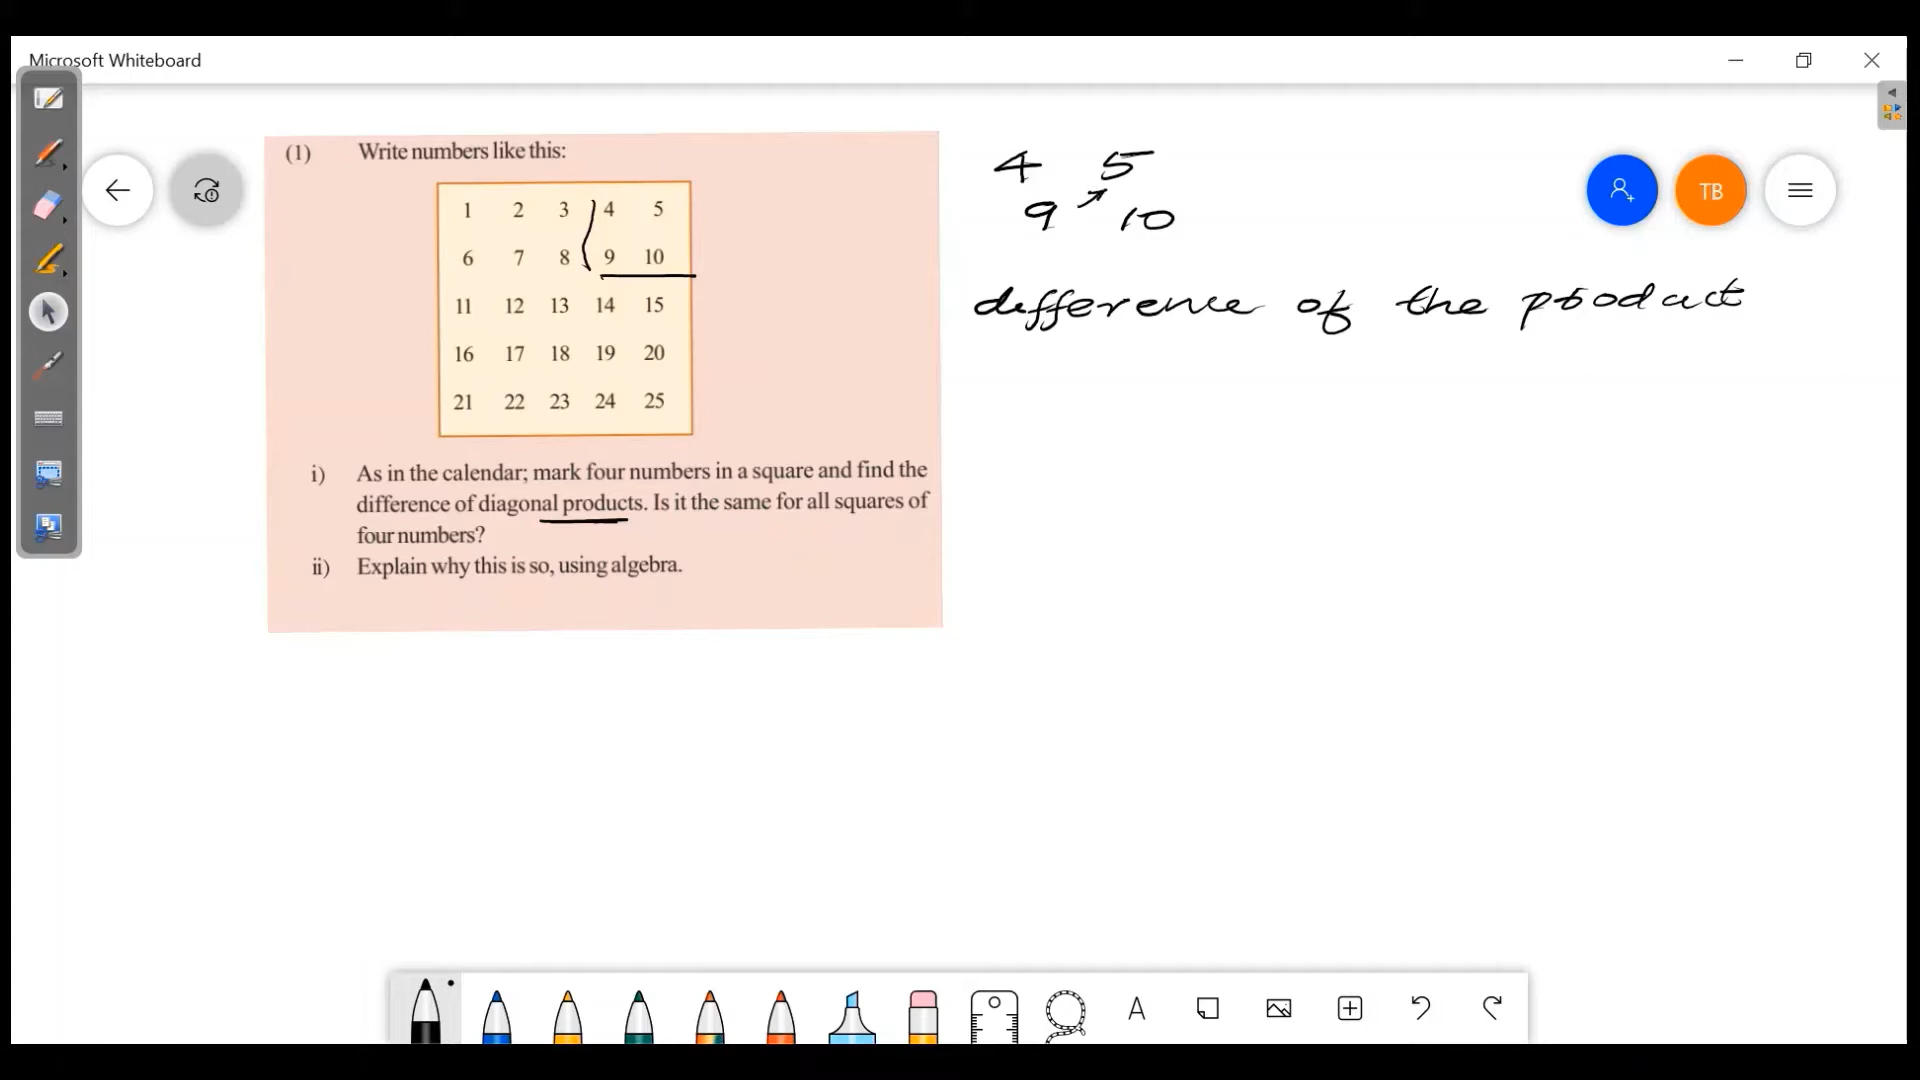 Microsoft Whiteboard
(1) Write numbers like this:
1 2 3 4 5
6 7 8 9 10
11 12 13 14 15
16 17 18 19 20
21 22 23 24 25
i) As in the calendar; mark four numbers in a square and find the
difference of diagonal products. Is it the same for all squares of
four numbers?
ii) Explain why this is so, using algebra.
4 5
9 10
difference of the product
TB
A